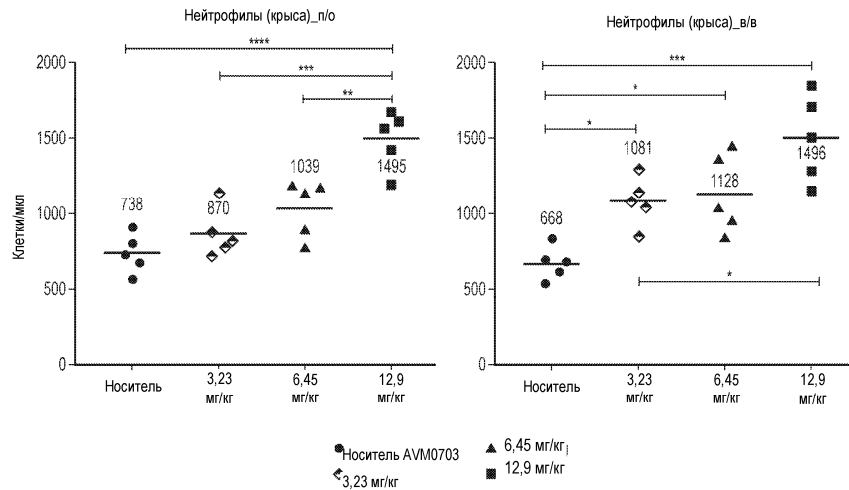 Нейтрофилы (крыса)_п/о
Нейтрофилы (крыса)_в/в
Клетки/мкл
2000
1500
1000
500
0
****
***
**
738
870
1039
1495
Носитель
3,23 мг/кг
6,45 мг/кг
12,9 мг/кг
2000
1500
1000
500
0
***
*
*
*
668
1081
1128
1496
Носитель
3,23 мг/кг
6,45 мг/кг
12,9 мг/кг
Носитель AVM0703
3,23 мг/кг
6,45 мг/кг
12,9 мг/кг